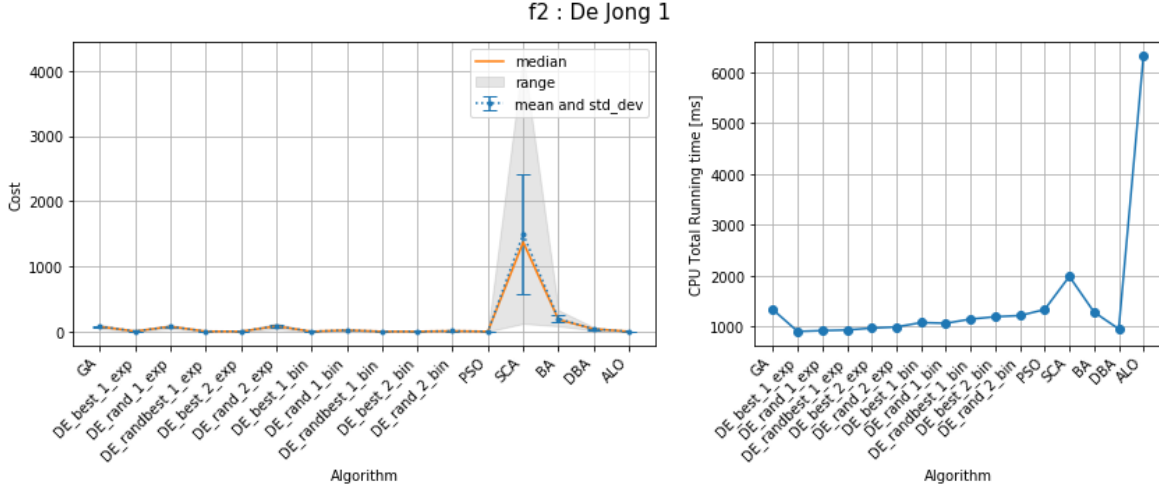 f2 : De Jong 1
4000
3000
2000
1000
0
Cost
median
range
mean and std_dev
GA
DE_best_1_exp
DE_rand_1_exp
DE_randbest_1_exp
DE_best_2_exp
DE_rand_2_exp
DE_best_1_bin
DE_rand_1_bin
DE_randbest_1_bin
DE_best_2_bin
DE_rand_2_bin
PSO
SCA
BA
DBA
ALO
Algorithm
6000
5000
4000
3000
2000
1000
CPU Total Running time [ms]
GA
DE_best_1_exp
DE_rand_1_exp
DE_randbest_1_exp
DE_best_2_exp
DE_rand_2_exp
DE_best_1_bin
DE_rand_1_bin
DE_randbest_1_bin
DE_best_2_bin
DE_rand_2_bin
PSO
SCA
BA
DBA
ALO
Algorithm